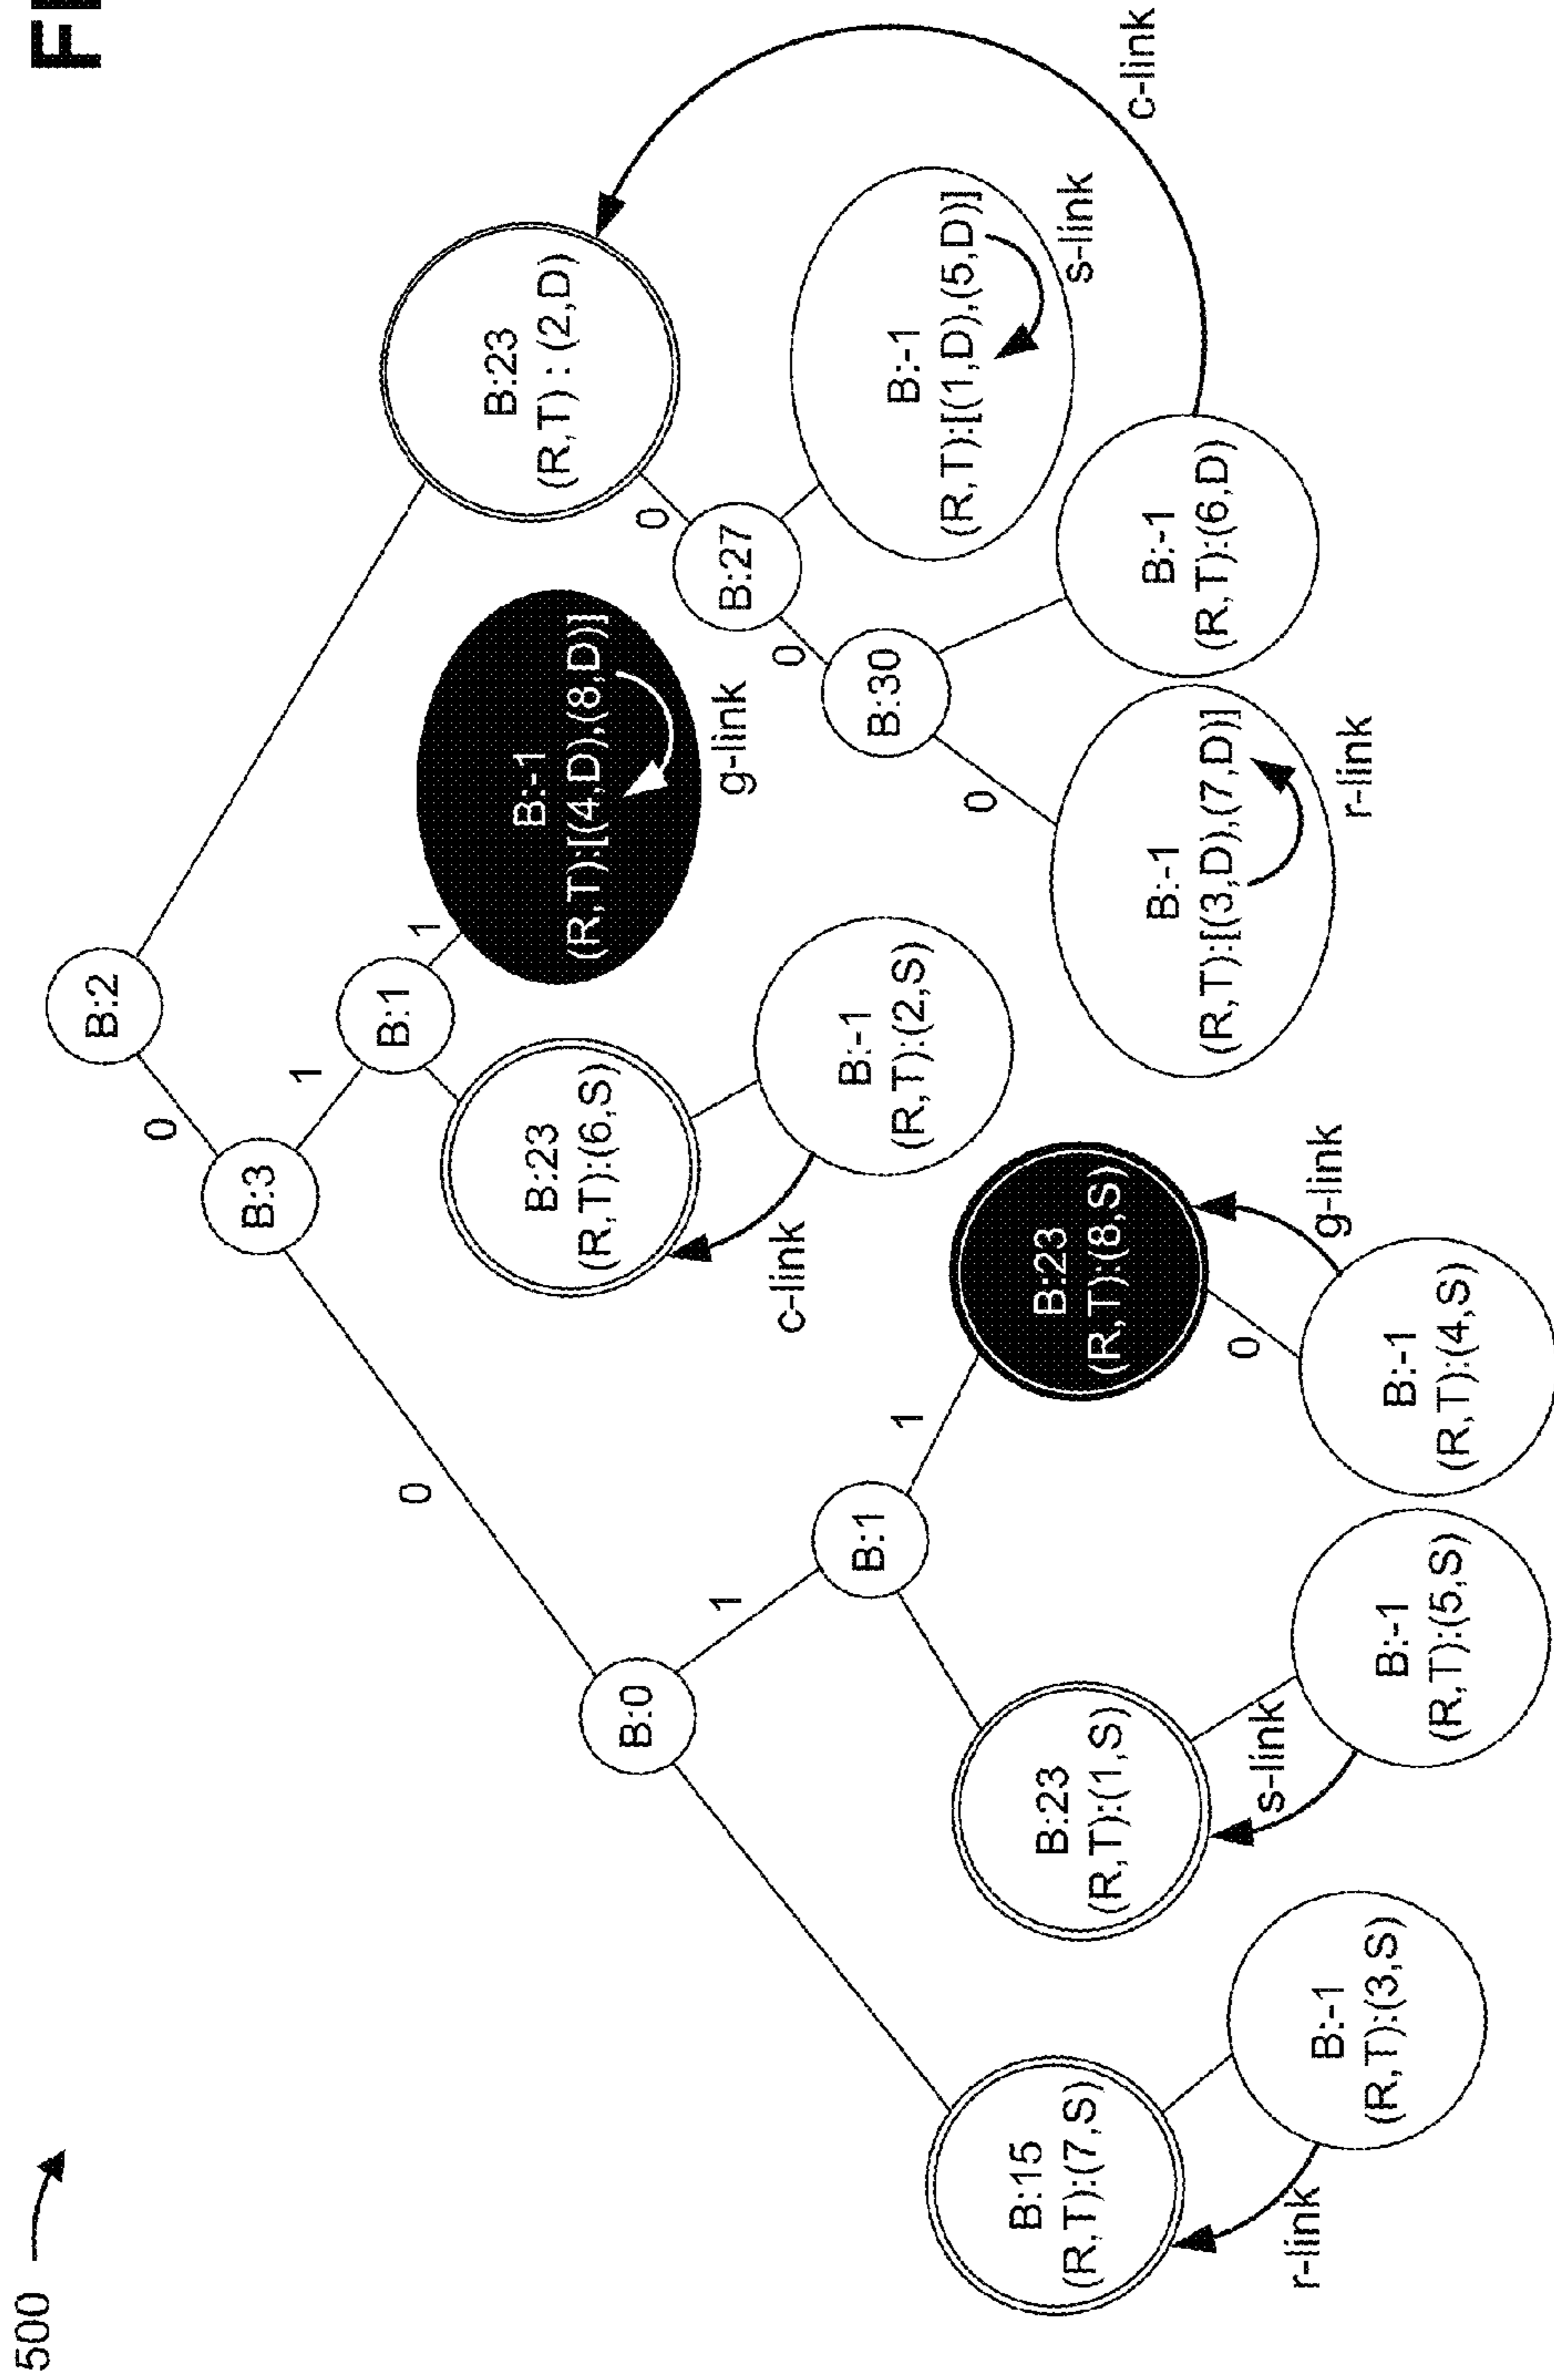 500
FI
B:2
0
B:3
1
B:1
1
0
B:23
(R,T) : (2,D)
B:-1
(R,T):[(4,D),(8,D)]
g-link
B:23
(R,T):(6,S)
c-link
B:-1
(R,T):(2,S)
0
B:27
B:-1
(R,T):[(1,D),(5,D)]
s-link
0
B:30
B:-1
(R,T):(6,D)
c-link
0
B:-1
(R,T):[(3,D),(7,D)]
r-link
B:0
1
B:1
1
B:23
(R,T):(8,S)
g-link
0
B:-1
(R,T):(4,S)
B:23
(R,T):(1,S)
s-link
B:-1
(R,T):(5,S)
B:15
(R,T):(7,S)
r-link
B:-1
(R,T):(3,S)